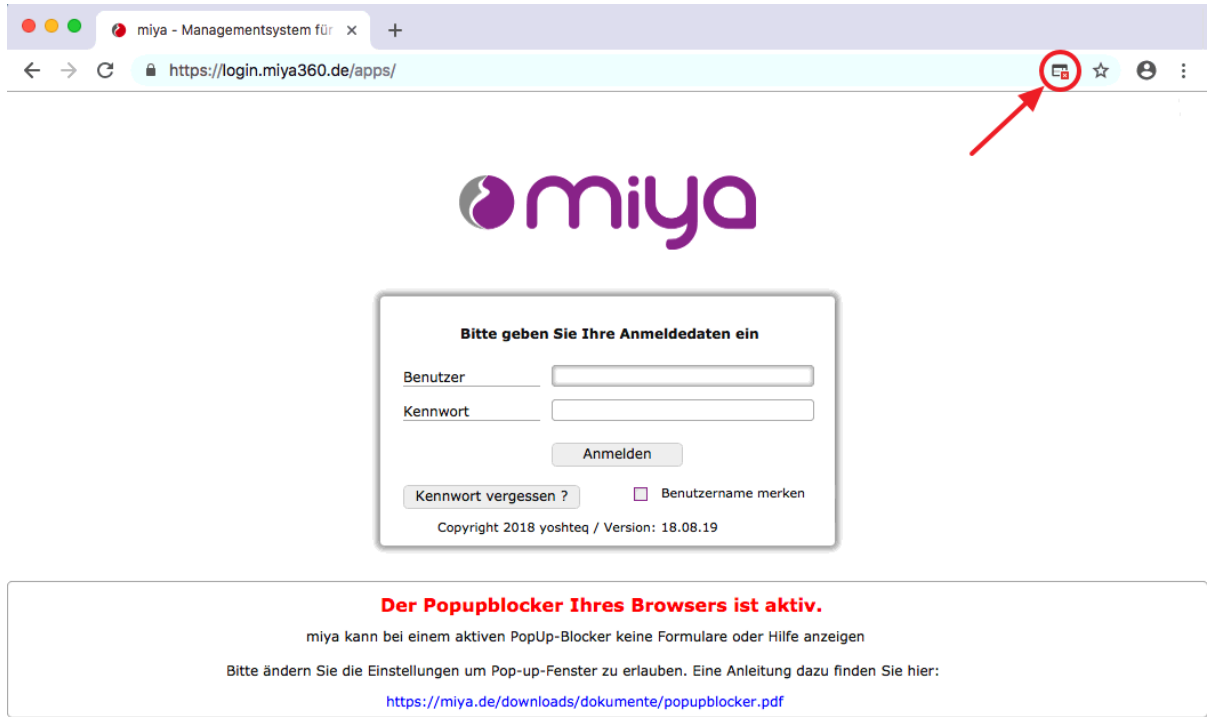 miya - Managementsystem für
https://login.miya360.de/apps/
miya
Bitte geben Sie Ihre Anmeldedaten ein
Benutzer
Kennwort
Anmelden
Kennwort vergessen ?
Benutzername merken
Copyright 2018 yoshteq / Version: 18.08.19
Der Popupblocker Ihres Browsers ist aktiv.
miya kann bei einem aktiven PopUp-Blocker keine Formulare oder Hilfe anzeigen
Bitte ändern Sie die Einstellungen um Pop-up-Fenster zu erlauben. Eine Anleitung dazu finden Sie hier:
https://miya.de/downloads/dokumente/popupblocker.pdf